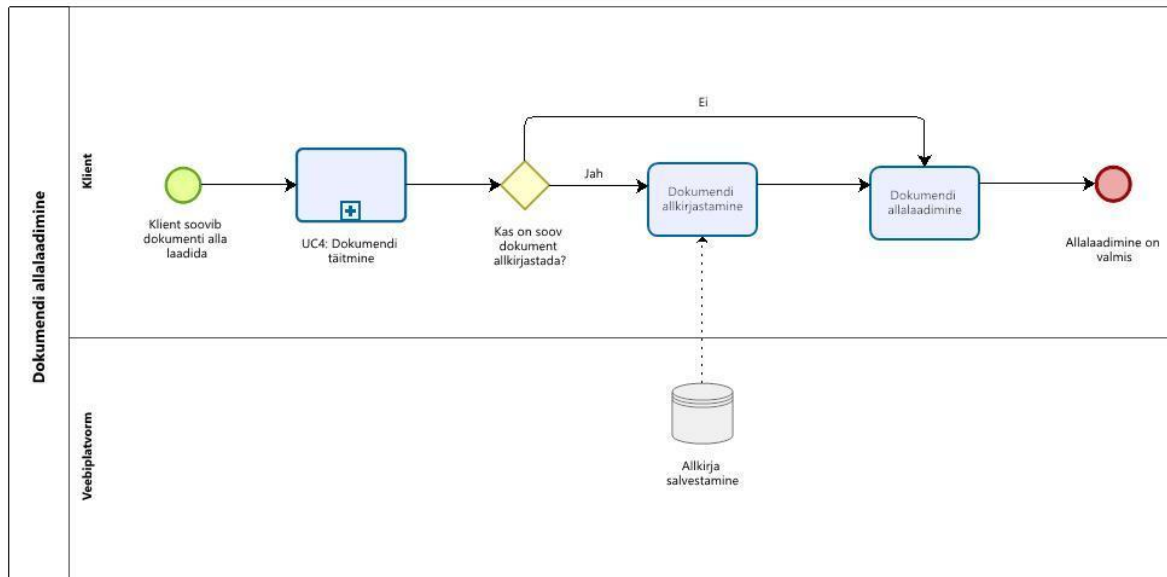 Dokumendi allalaadimine
Klient
Klient soovib
dokumenti alla
laadida
UC4: Dokumendi
täitmine
Kas on soov
dokument
allkirjastada?
Ei
Jah
Dokumendi
allkirjastamine
Dokumendi
allalaadimine
Allalaadimine on
valmis
Veebiplatvorm
Allkirja
salvestamine